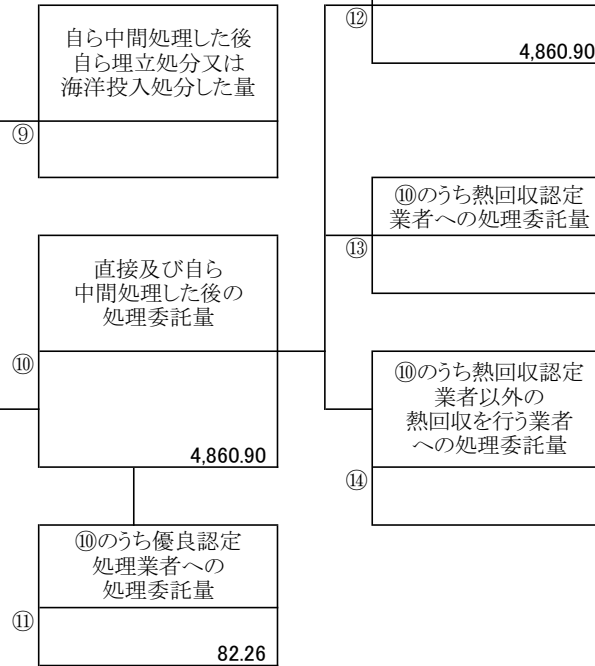 自ら中間処理した後
自ら埋立処分又は
海洋投入処分した量
⑨
直接及び自ら
中間処理した後の
処理委託量
⑩
4,860.90
⑩のうち優良認定
処理業者への
処理委託量
⑪
82.26
⑫
4,860.90
⑩のうち熱回収認定
業者への処理委託量
⑬
⑩のうち熱回収認定
業者以外の
熱回収を行う業者
への処理委託量
⑭